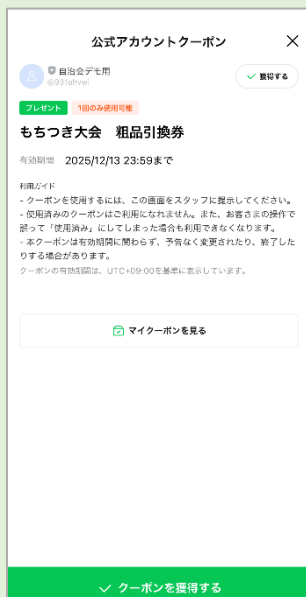 公式アカウントクーポン
自治会デモ用
獲得する
プレゼント 1回のみ使用可能
もちつき大会 粗品引換券
有効期間 2025/12/13 23:59まで
利用ガイド
- クーポンを使用するには、この画面をスタッフに提示してください。
- 使用済みのクーポンはご利用になれません。また、お客さまの操作で
誤って「使用済み」にしてしまった場合も利用できなくなります。
- 本クーポンは有効期間に関わらず、予告なく変更されたり、終了した
りする場合があります。
クーポンの有効期間は、UTC+09:00を基準に表示しています。
マイクーポンを見る
クーポンを獲得する